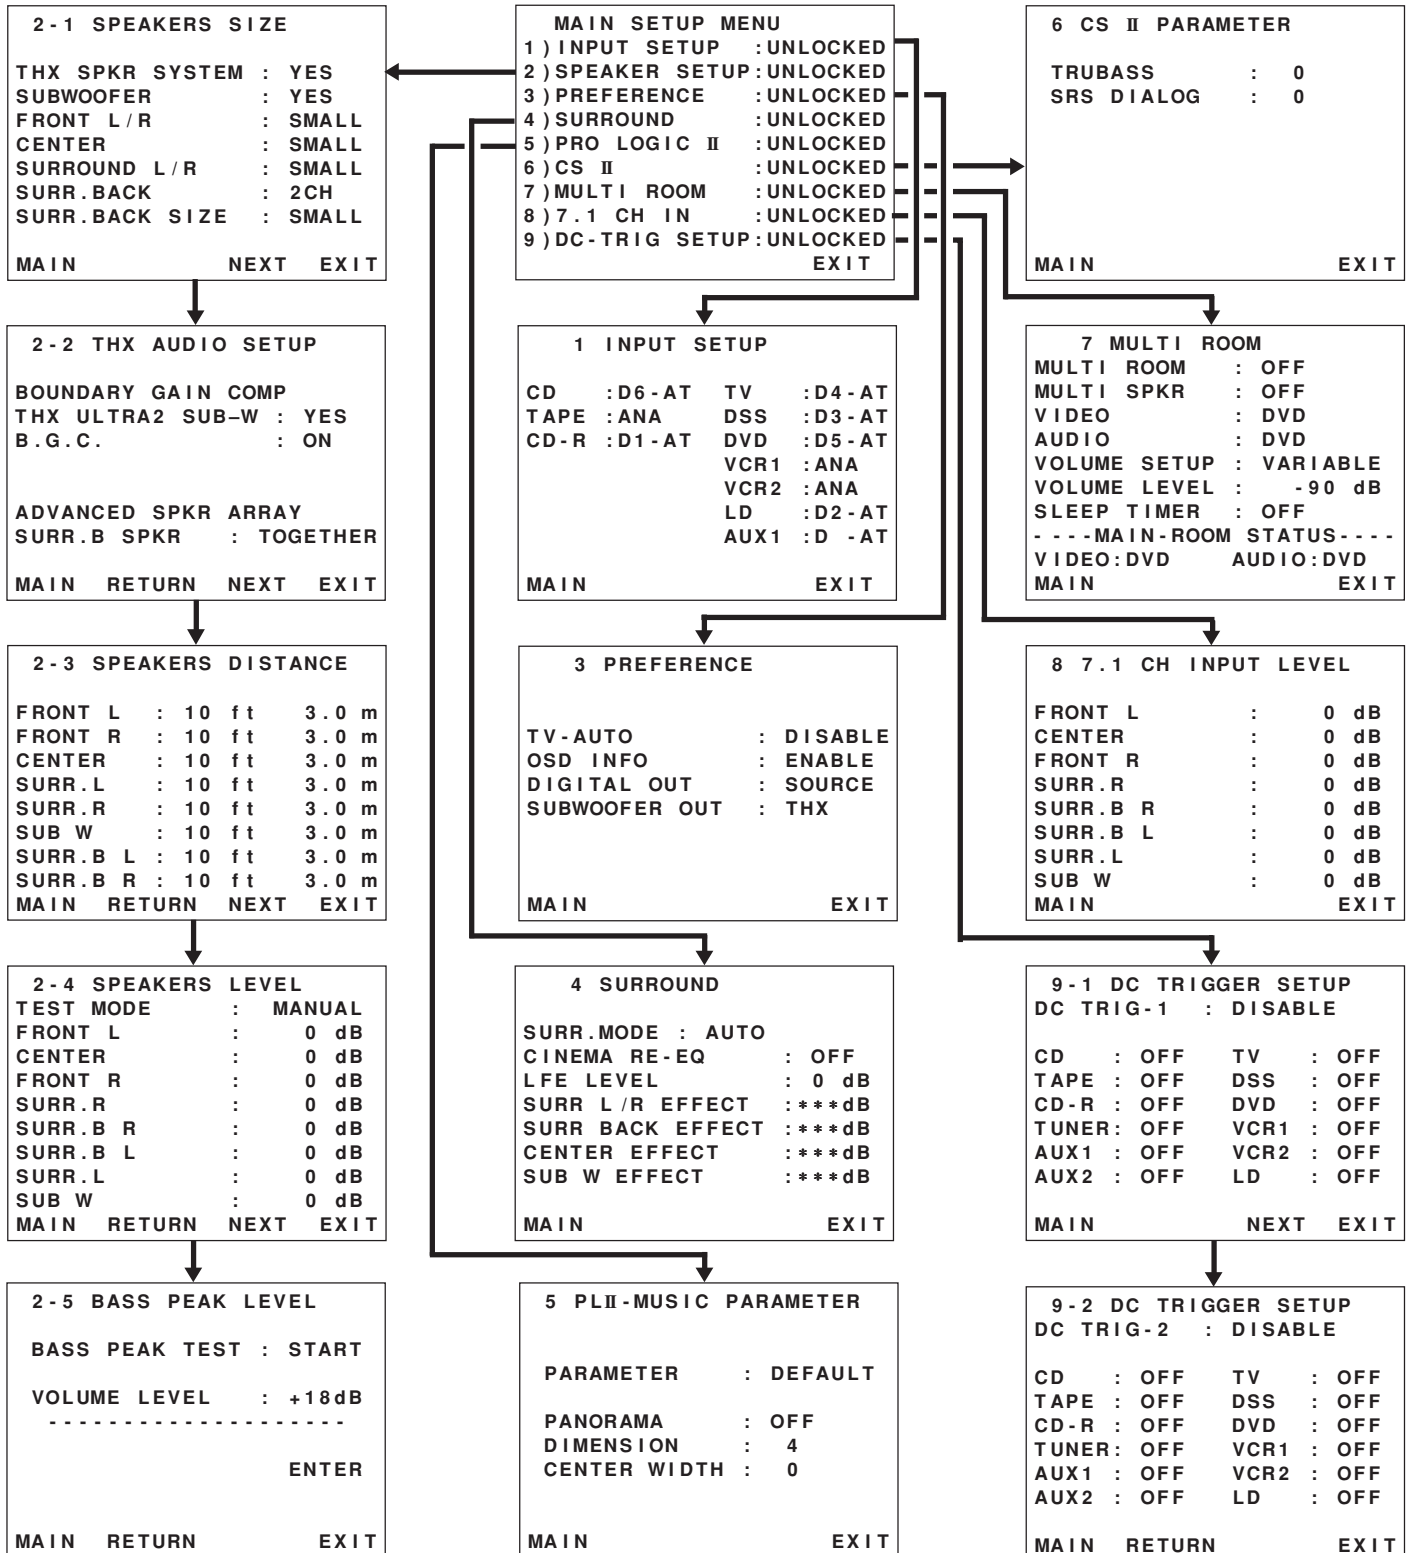 2-1 SPEAKERS SIZE
THX SPKR SYSTEM : YES
SUBWOOFER : YES
FRONT L/R : SMALL
CENTER : SMALL
SURROUND L/R : SMALL
SURR.BACK : 2CH
SURR.BACK SIZE : SMALL
MAIN NEXT EXIT
2-2 THX AUDIO SETUP
BOUNDARY GAIN COMP
THX ULTRA2 SUB–W : YES
B.G.C. : ON
ADVANCED SPKR ARRAY
SURR.B SPKR : TOGETHER
MAIN RETURN NEXT EXIT
2-3 SPEAKERS DISTANCE
FRONT L : 10 ft 3.0 m
FRONT R : 10 ft 3.0 m
CENTER : 10 ft 3.0 m
SURR.L : 10 ft 3.0 m
SURR.R : 10 ft 3.0 m
SUB W : 10 ft 3.0 m
SURR.B L : 10 ft 3.0 m
SURR.B R : 10 ft 3.0 m
MAIN RETURN NEXT EXIT
2-4 SPEAKERS LEVEL
TEST MODE : MANUAL
FRONT L : 0 dB
CENTER : 0 dB
FRONT R : 0 dB
SURR.R : 0 dB
SURR.B R : 0 dB
SURR.B L : 0 dB
SURR.L : 0 dB
SUB W : 0 dB
MAIN RETURN NEXT EXIT
2-5 BASS PEAK LEVEL
BASS PEAK TEST : START
VOLUME LEVEL : +18dB
--------------------
ENTER
MAIN RETURN EXIT
MAIN SETUP MENU
1)INPUT SETUP :UNLOCKED
2)SPEAKER SETUP:UNLOCKED
3)PREFERENCE :UNLOCKED
4)SURROUND :UNLOCKED
5)PRO LOGIC II :UNLOCKED
6)CS II :UNLOCKED
7)MULTI ROOM :UNLOCKED
8)7.1 CH IN :UNLOCKED
9)DC-TRIG SETUP:UNLOCKED
EXIT
1 INPUT SETUP
CD :D6-AT TV :D4-AT
TAPE :ANA DSS :D3-AT
CD-R :D1-AT DVD :D5-AT
VCR1 :ANA
VCR2 :ANA
LD :D2-AT
AUX1 :D -AT
MAIN EXIT
3 PREFERENCE
TV-AUTO : DISABLE
OSD INFO : ENABLE
DIGITAL OUT : SOURCE
SUBWOOFER OUT : THX
MAIN EXIT
4 SURROUND
SURR.MODE : AUTO
CINEMA RE-EQ : OFF
LFE LEVEL : 0 dB
SURR L/R EFFECT :***dB
SURR BACK EFFECT :***dB
CENTER EFFECT :***dB
SUB W EFFECT :***dB
MAIN EXIT
5 PLII-MUSIC PARAMETER
PARAMETER : DEFAULT
PANORAMA : OFF
DIMENSION : 4
CENTER WIDTH : 0
MAIN EXIT
6 CS II PARAMETER
TRUBASS : 0
SRS DIALOG : 0
MAIN EXIT
7 MULTI ROOM
MULTI ROOM : OFF
MULTI SPKR : OFF
VIDEO : DVD
AUDIO : DVD
VOLUME SETUP : VARIABLE
VOLUME LEVEL : -90 dB
SLEEP TIMER : OFF
----MAIN-ROOM STATUS----
VIDEO:DVD AUDIO:DVD
MAIN EXIT
8 7.1 CH INPUT LEVEL
FRONT L : 0 dB
CENTER : 0 dB
FRONT R : 0 dB
SURR.R : 0 dB
SURR.B R : 0 dB
SURR.B L : 0 dB
SURR.L : 0 dB
SUB W : 0 dB
MAIN EXIT
9-1 DC TRIGGER SETUP
DC TRIG-1 : DISABLE
CD : OFF TV : OFF
TAPE : OFF DSS : OFF
CD-R : OFF DVD : OFF
TUNER: OFF VCR1 : OFF
AUX1 : OFF VCR2 : OFF
AUX2 : OFF LD : OFF
MAIN NEXT EXIT
9-2 DC TRIGGER SETUP
DC TRIG-2 : DISABLE
CD : OFF TV : OFF
TAPE : OFF DSS : OFF
CD-R : OFF DVD : OFF
TUNER: OFF VCR1 : OFF
AUX1 : OFF VCR2 : OFF
AUX2 : OFF LD : OFF
MAIN RETURN EXIT